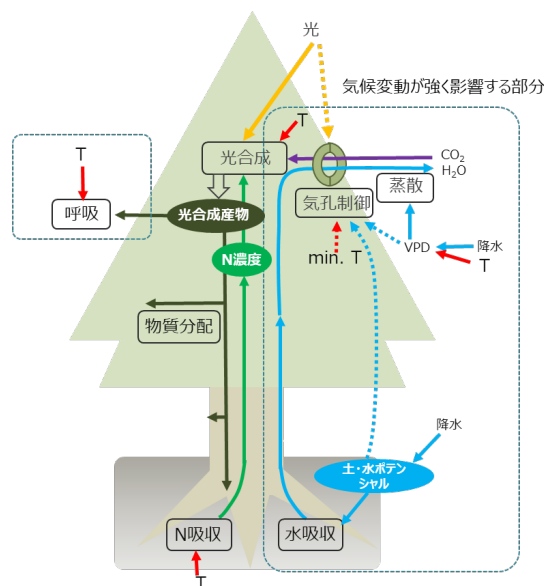 光
気候変動が強く影響する部分
T
T
光合成
CO2
H2O
蒸散
呼吸
光合成産物
気孔制御
N濃度
min. T
VPD
降水
T
物質分配
降水
土・水ポテン
シャル
N吸収
水吸収
T